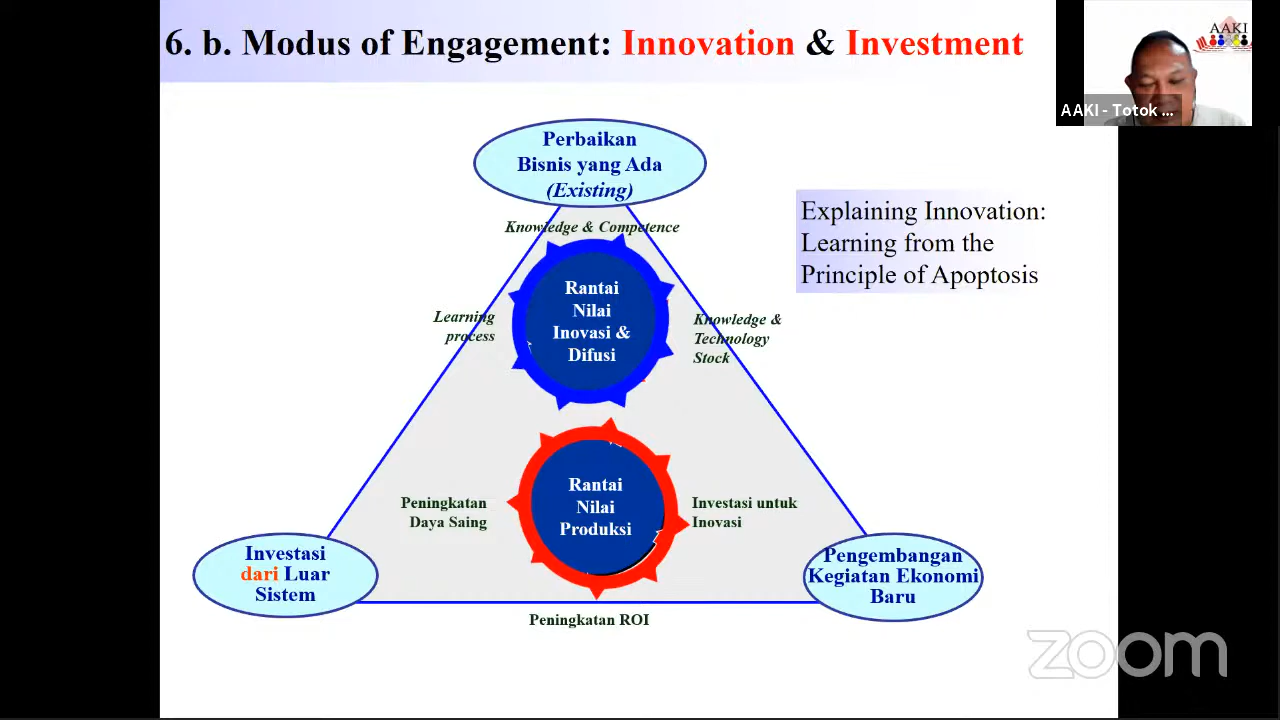 6. b. Modus of Engagement: Innovation & Investment
AAKI
AAKI - Totok ...
Perbaikan
Bisnis yang Ada
(Existing)
Explaining Innovation:
Learning from the
Principle of Apoptosis
Knowledge & Competence
Rantai
Nilai
Inovasi &
Difusi
Learning
process
Knowledge &
Technology
Stock
Rantai
Nilai
Produksi
Peningkatan
Daya Saing
Investasi untuk
Inovasi
Investasi
dari Luar
Sistem
Pengembangan
Kegiatan Ekonomi
Baru
Peningkatan ROI
zoom